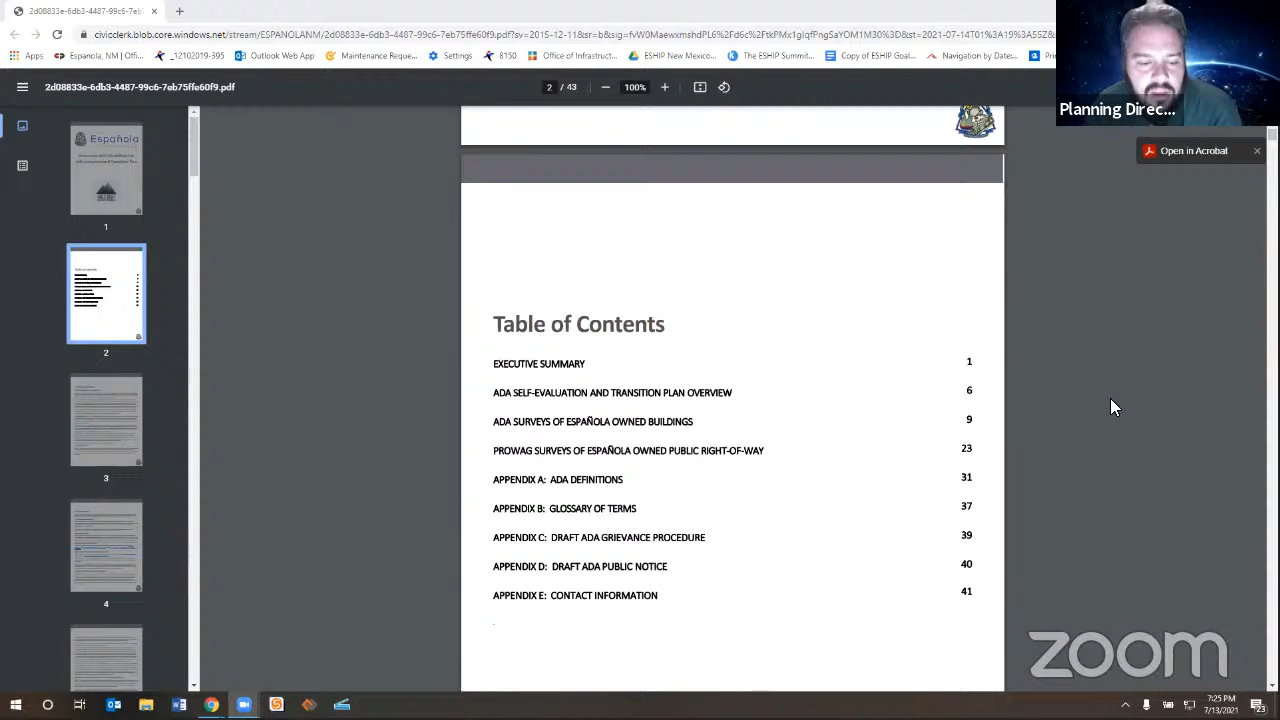 2d08833e-6db3-4487-99c6-7eb
civicclerk.blob.core.windows.net/stream/ESPANOLANM/2d08833e-6db3-4487-99c6-7eb75ffe60f9.pdf?sv=2015-12-11&sr=b&sig=
Apps
Espanola, NM | Offi...
_12102019-395
Outlook Web App
Maintenance Reque...
Settings
8150
Office of Infrastruct...
ESHIP New Mexico...
The ESHIP Summit...
Copy of ESHIP Goal...
Navigation by Dates...
2d08833e-6db3-4487-99c6-7eb75ffe60f9.pdf
2 / 43
100%
Planning Direc...
Open in Acrobat
Española
1
2
3
4
Table of Contents
EXECUTIVE SUMMARY 1
ADA SELF-EVALUATION AND TRANSITION PLAN OVERVIEW 6
ADA SURVEYS OF ESPAÑOLA OWNED BUILDINGS 9
PROWAG SURVEYS OF ESPAÑOLA OWNED PUBLIC RIGHT-OF-WAY 23
APPENDIX A: ADA DEFINITIONS 31
APPENDIX B: GLOSSARY OF TERMS 37
APPENDIX C: DRAFT ADA GRIEVANCE PROCEDURE 39
APPENDIX D: DRAFT ADA PUBLIC NOTICE 40
APPENDIX E: CONTACT INFORMATION 41
zoom
7:25 PM
7/13/2021
23